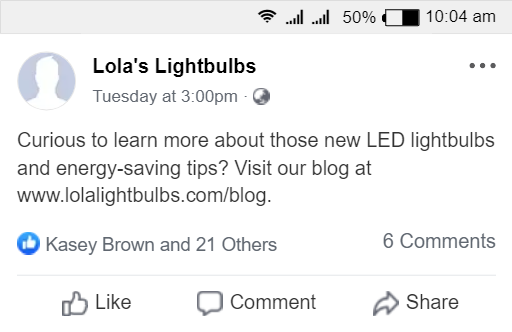 50% 10:04 am
Lola's Lightbulbs
Tuesday at 3:00pm ·
Curious to learn more about those new LED lightbulbs
and energy-saving tips? Visit our blog at
www.lolalightbulbs.com/blog.
Kasey Brown and 21 Others 6 Comments
Like Comment Share